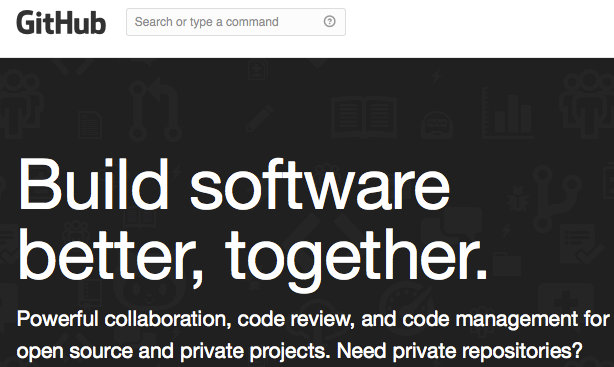 GitHub
Search or type a command
Build software
better, together.
Powerful collaboration, code review, and code management for
open source and private projects. Need private repositories?